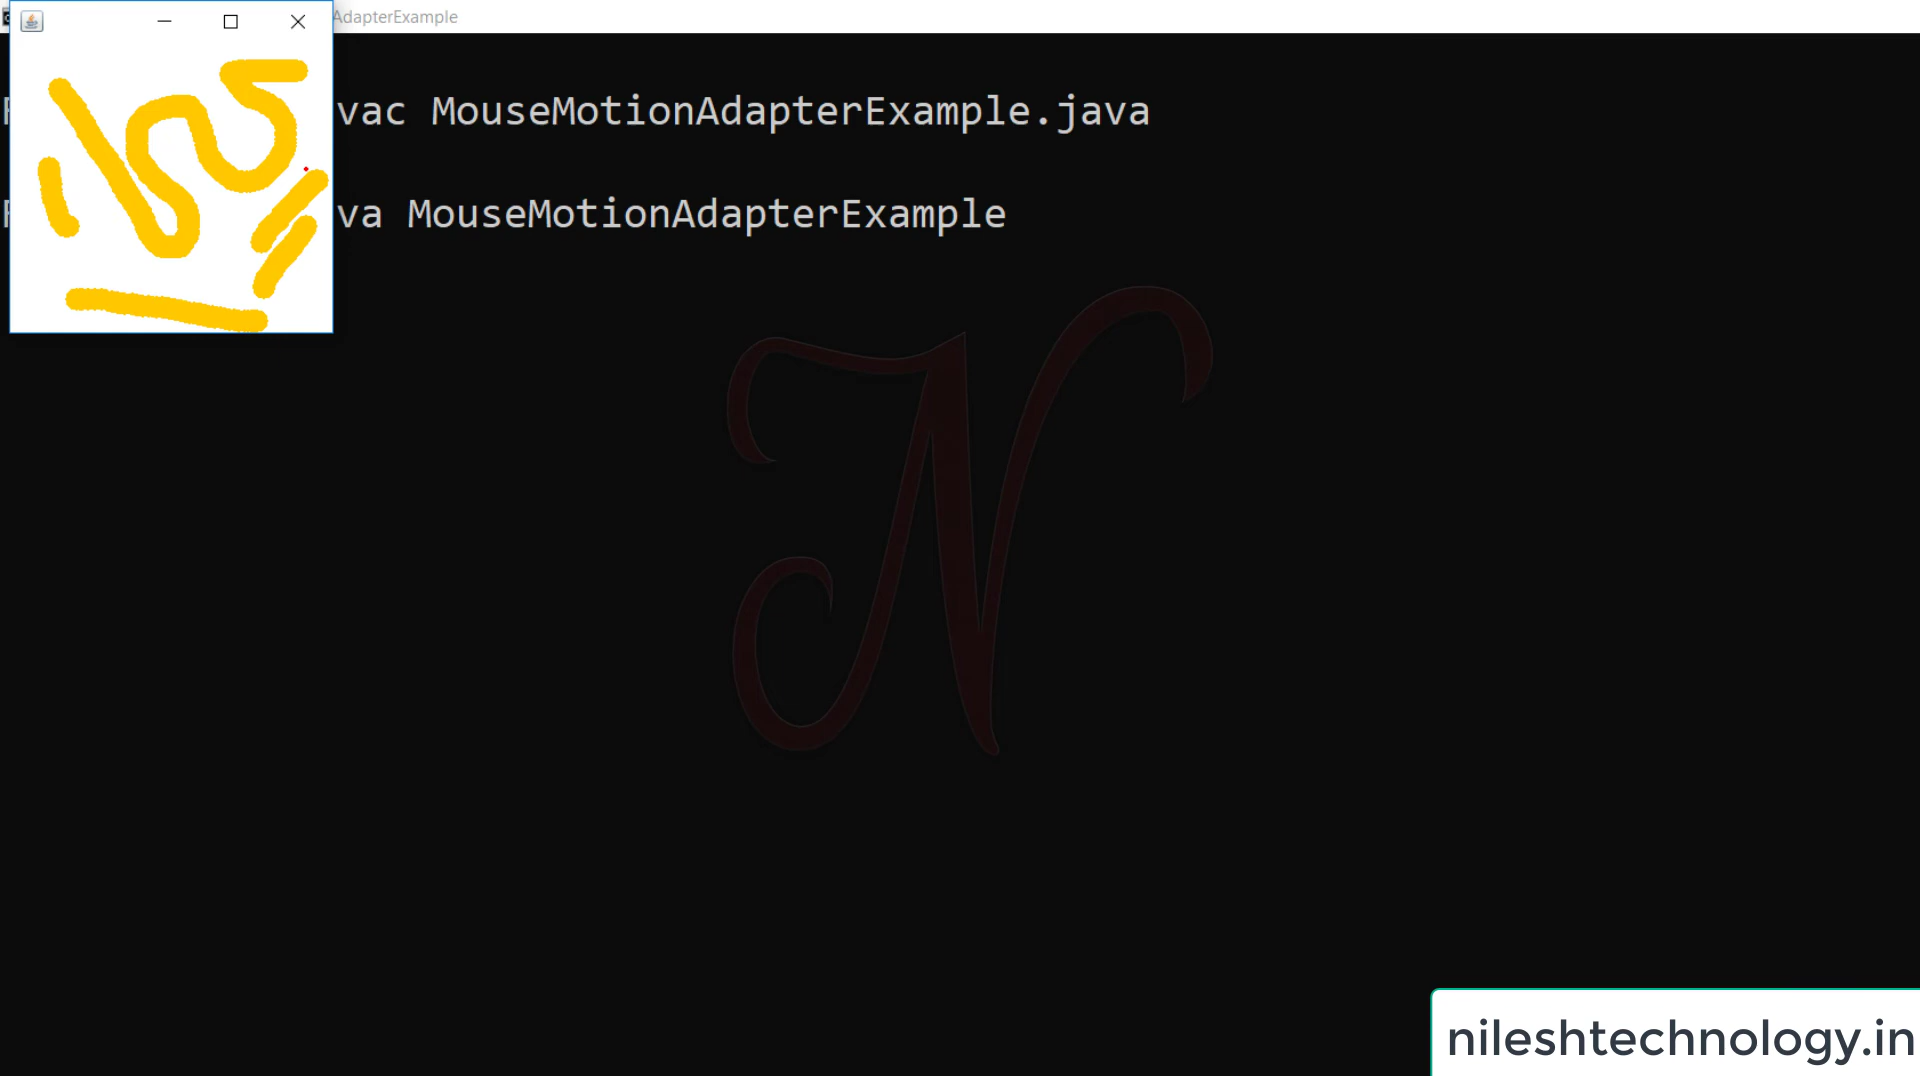 AdapterExample
vac MouseMotionAdapterExample.java
va MouseMotionAdapterExample
N
nileshtechnology.in